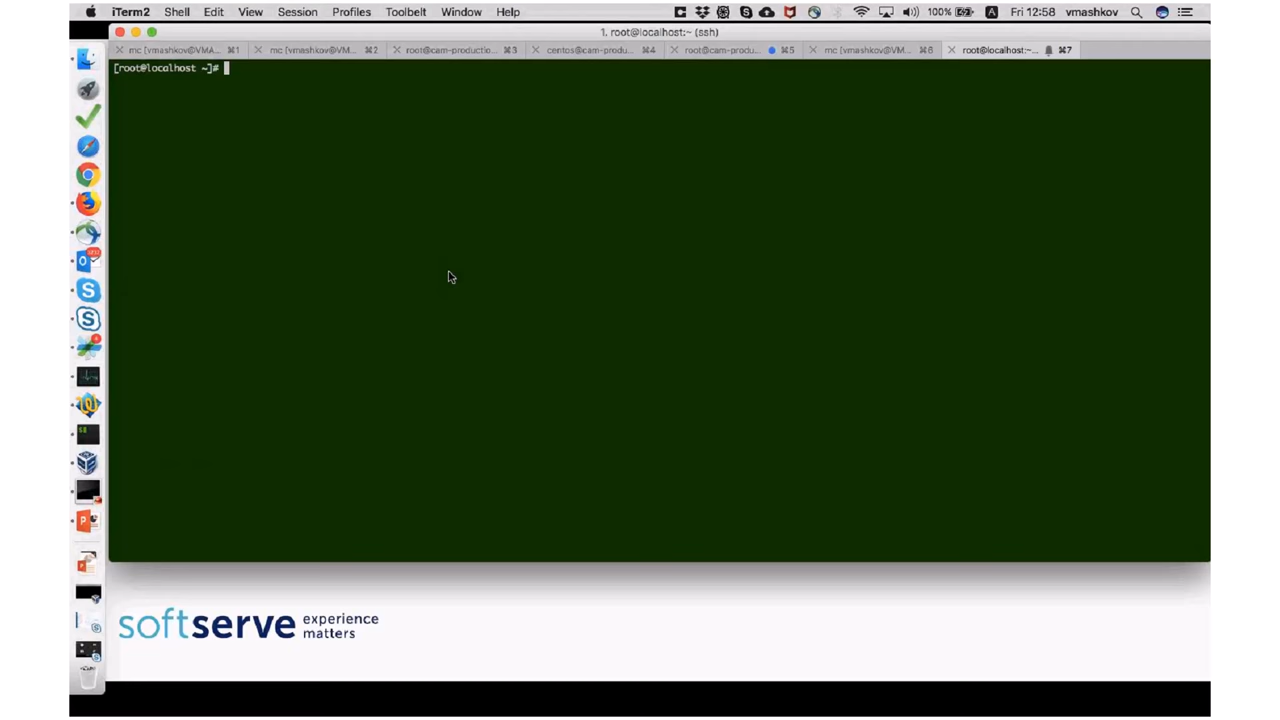 iTerm2 Shell Edit View Session Profiles Toolbelt Window Help 100% A Fri 12:58 vmashkov
1. root@localhost:~ (ssh)
mc [vmashkov@VMA... ⌘1 mc [vmashkov@VM... ⌘2 root@cam-productio... ⌘3 centos@cam-produ... ⌘4 root@cam-produ... ⌘5 mc [vmashkov@VM... ⌘6 root@localhost:~... ⌘7
[root@localhost ~]#
softserve experience
matters